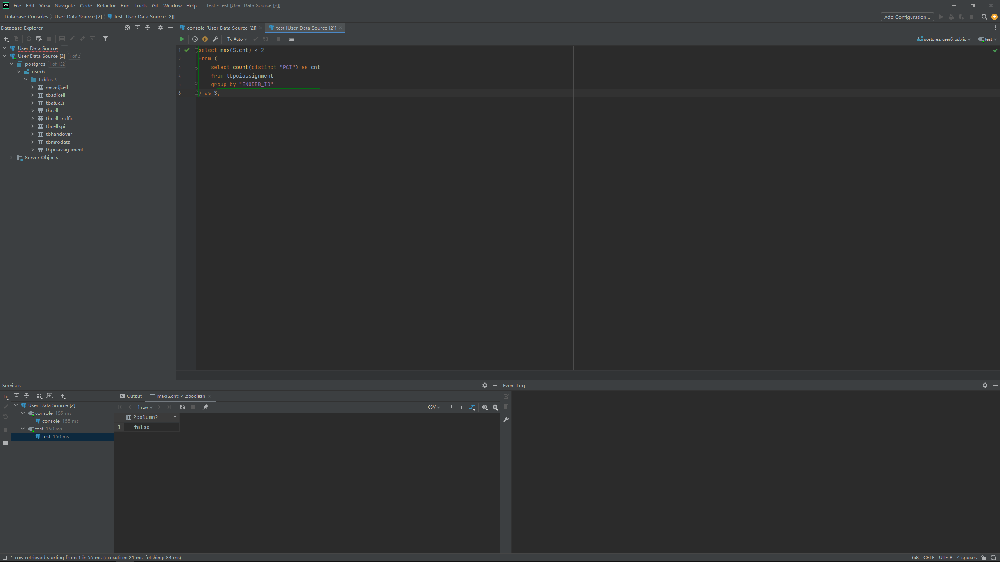 DG File Edit View Navigate Code Refactor Run Tools Git Window Help test - test [User Data Source [2]]
Database Consoles User Data Source [2] test [User Data Source [2]] Add Configuration...
Database Explorer
console [User Data Source [2]] test [User Data Source [2]]
Tx: Auto postgres: user6, public test
User Data Source ...
User Data Source [2] 1 of 2
postgres 1 of 122
user6
tables 9
secadjcell
tbadjcell
tbatuc2i
tbcell
tbcell_traffic
tbcellkpi
tbhandover
tbmrodata
tbpciassignment
Server Objects
1 select max(S.cnt) < 2
2 from (
3 select count(distinct "PCI") as cnt
4 from tbpciassignment
5 group by "ENODEB_ID"
6 ) as S;
Services
Tx
User Data Source [2]
console 155 ms
console 155 ms
test 150 ms
test 150 ms
Output max(S.cnt) < 2:boolean
1 row CSV
?column?
1 false
Event Log
1 row retrieved starting from 1 in 55 ms (execution: 21 ms, fetching: 34 ms) 6:8 CRLF UTF-8 4 spaces